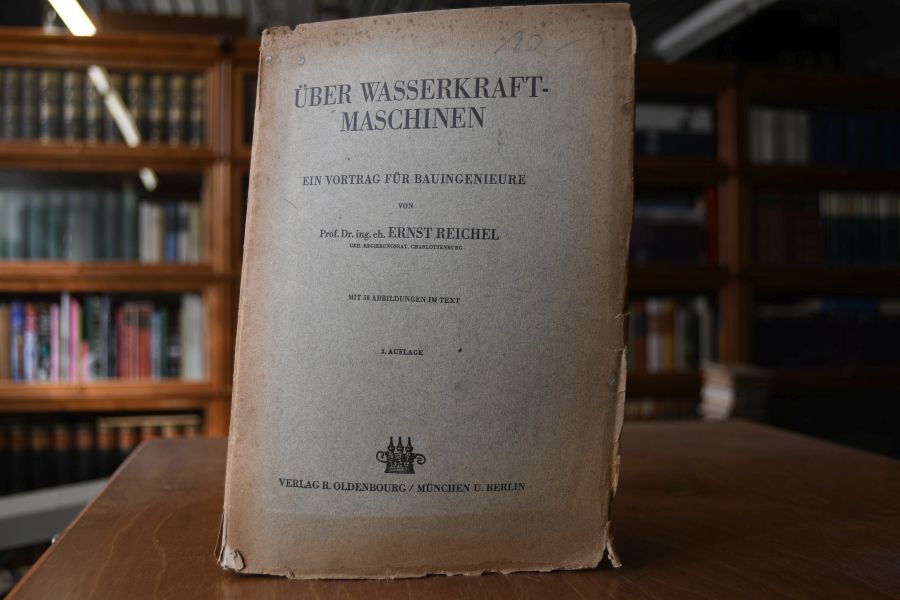 10.-
ÜBER WASSERKRAFT-
MASCHINEN
EIN VORTRAG FÜR BAUINGENIEURE
VON
Prof. Dr. ing. eh. ERNST REICHEL
GEH. REGIERUNGSRAT, CHARLOTTENBURG
MIT 58 ABBILDUNGEN IM TEXT
2. AUFLAGE
VERLAG R. OLDENBOURG / MÜNCHEN U. BERLIN